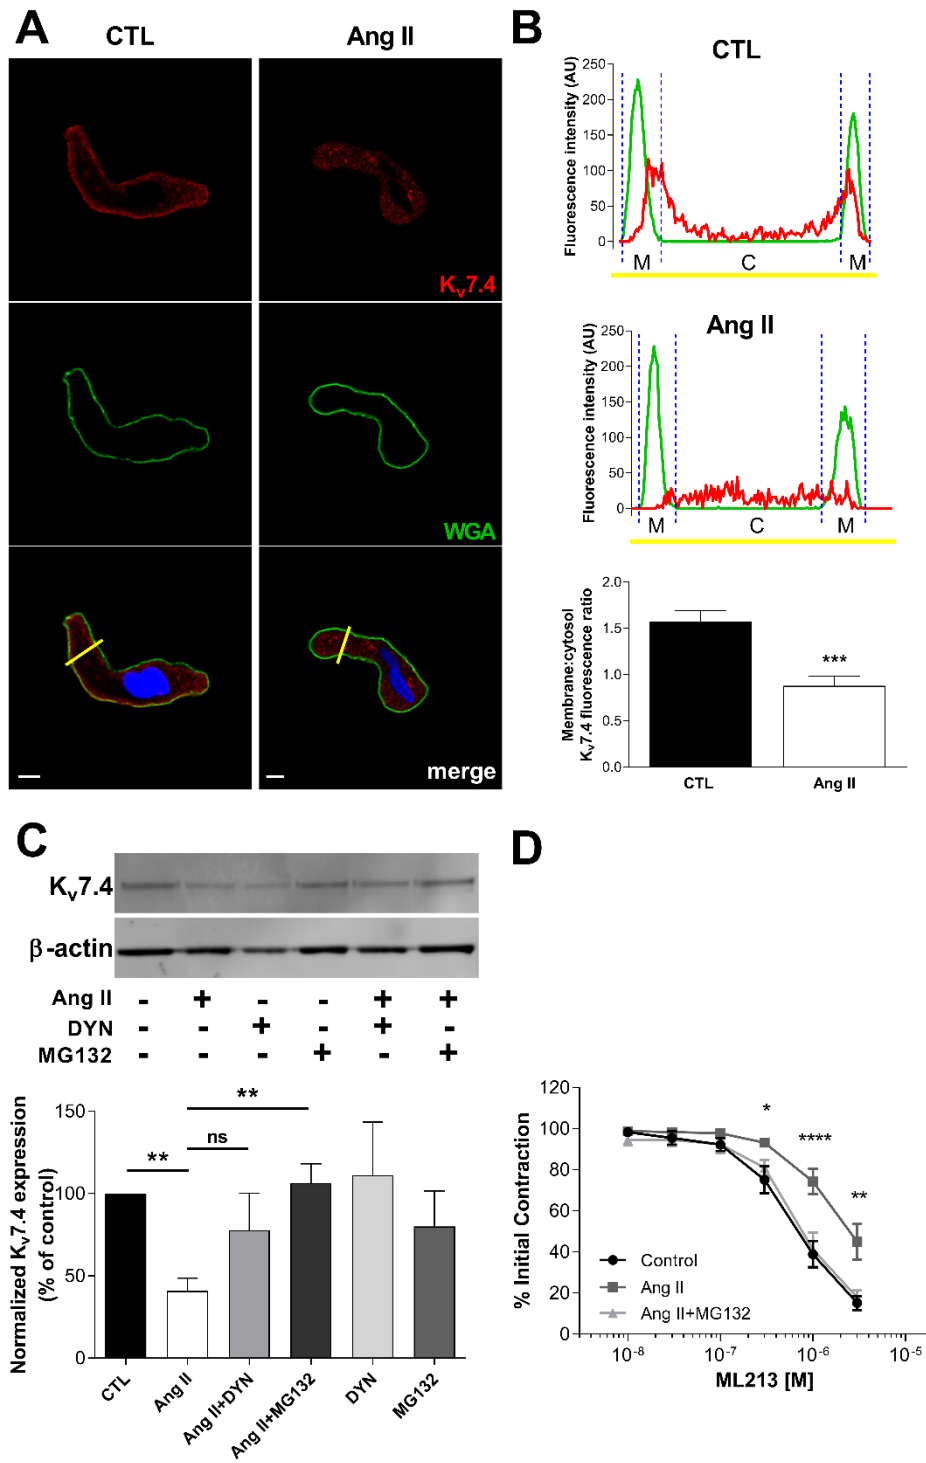 A
CTL
Ang II
Kv7.4
WGA
merge
B
CTL
Fluorescence intensity (AU)
250
200
150
100
50
0
M
C
M
Ang II
Fluorescence intensity (AU)
250
200
150
100
50
0
M
C
M
Membrane:cytosol
Kv7.4 fluorescence ratio
2.0
1.5
1.0
0.5
0.0
***
CTL
Ang II
C
Kv7.4
β-actin
Ang II - + - - + +
DYN - - + - + -
MG132 - - - + - +
Normalized Kv7.4 expression
(% of control)
150
100
50
0
**
ns
**
CTL
Ang II
Ang II+DYN
Ang II+MG132
DYN
MG132
D
% Initial Contraction
120
100
80
60
40
20
0
*
****
**
Control
Ang II
Ang II+MG132
10⁻⁸
10⁻⁷
10⁻⁶
10⁻⁵
ML213 [M]